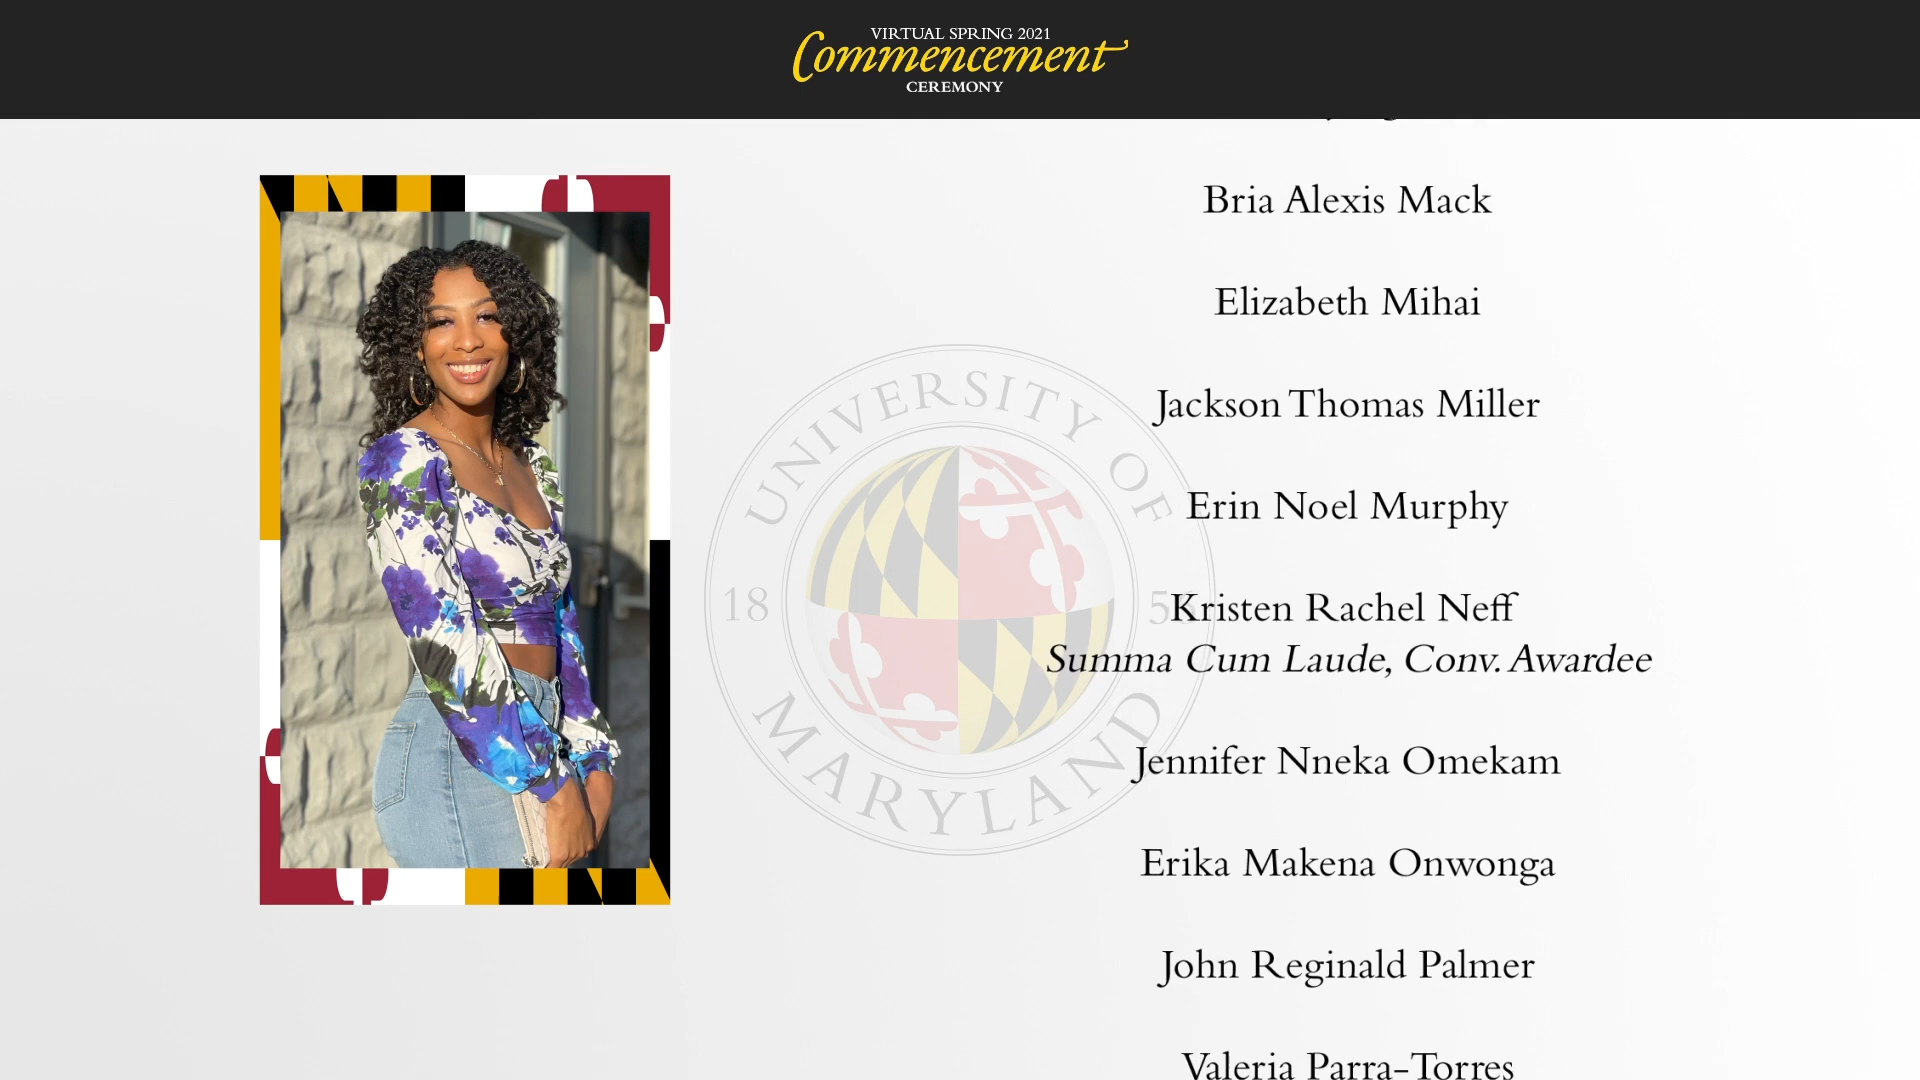 VIRTUAL SPRING 2021
Commencement
CEREMONY
Bria Alexis Mack
Elizabeth Mihai
Jackson Thomas Miller
Erin Noel Murphy
Kristen Rachel Neff
Summa Cum Laude, Conv. Awardee
Jennifer Nneka Omekam
Erika Makena Onwonga
John Reginald Palmer
Valeria Parra-Torres
UNIVERSITY OF
MARYLAND
18